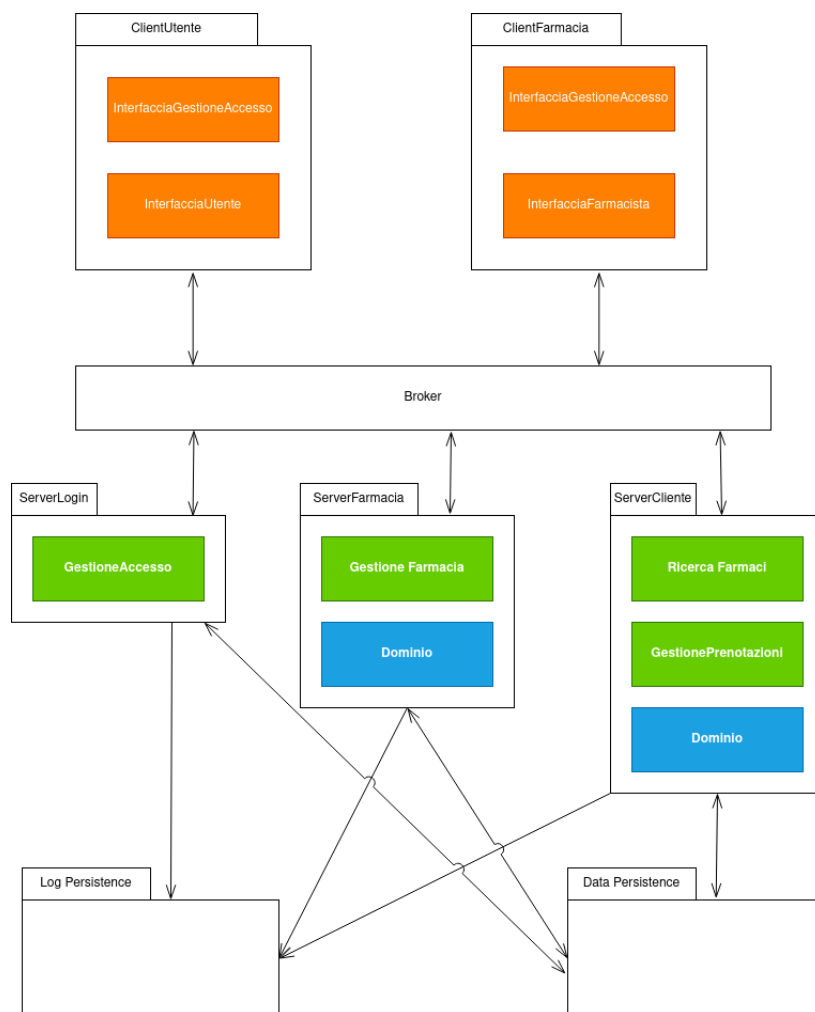 ClientUtente
ClientFarmacia
InterfacciaGestioneAccesso
InterfacciaGestioneAccesso
InterfacciaUtente
InterfacciaFarmacista
Broker
ServerLogin
ServerFarmacia
ServerCliente
GestioneAccesso
Gestione Farmacia
Ricerca Farmaci
Dominio
GestionePrenotazioni
Dominio
Log Persistence
Data Persistence